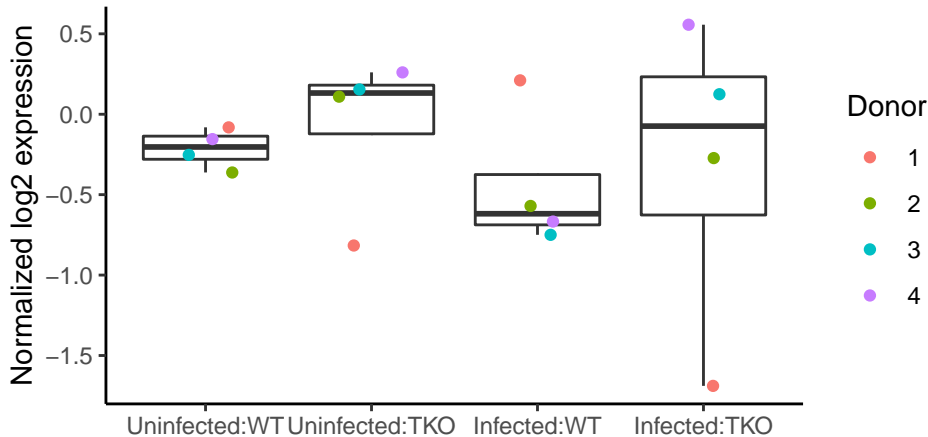 Normalized log2 expression
0.5
0.0
−0.5
−1.0
−1.5
Uninfected:WT
Uninfected:TKO
Infected:WT
Infected:TKO
Donor
1
2
3
4